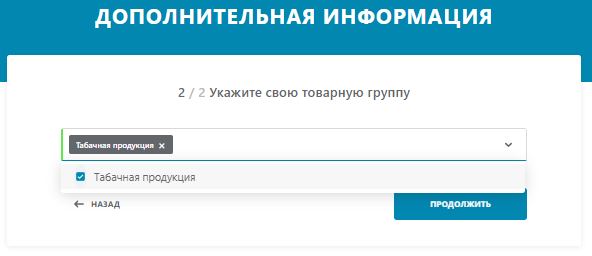 ДОПОЛНИТЕЛЬНАЯ ИНФОРМАЦИЯ
2 / 2 Укажите свою товарную группу
Табачная продукция ×
Табачная продукция
← НАЗАД
ПРОДОЛЖИТЬ